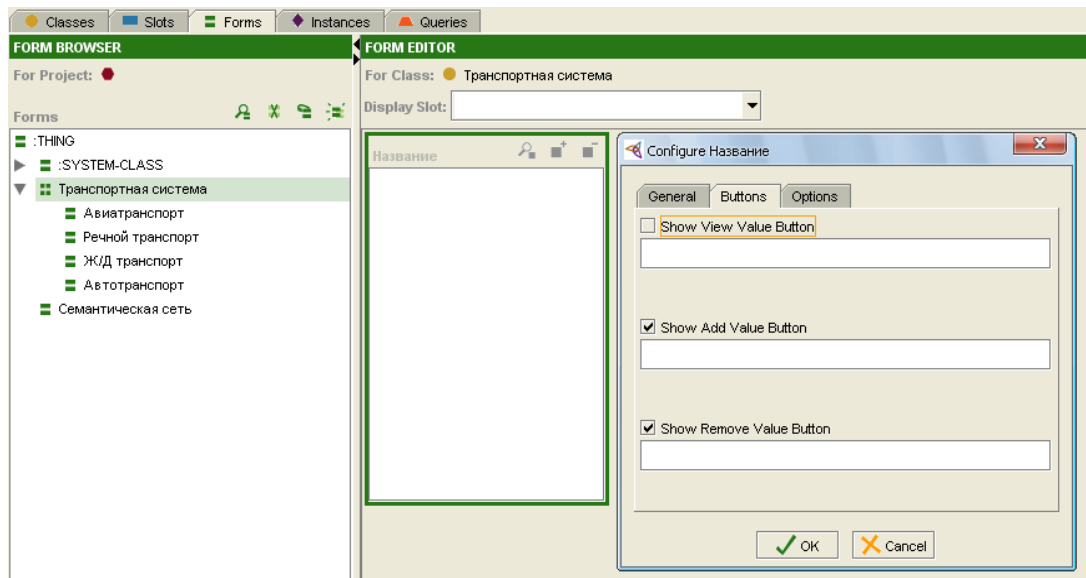 Classes Slots Forms Instances Queries
FORM BROWSER
For Project:
Forms
:THING
:SYSTEM-CLASS
Транспортная система
Авиатранспорт
Речной транспорт
Ж/Д транспорт
Автотранспорт
Семантическая сеть
FORM EDITOR
For Class: Транспортная система
Display Slot:
Название
Configure Название
General Buttons Options
Show View Value Button
Show Add Value Button
Show Remove Value Button
OK Cancel